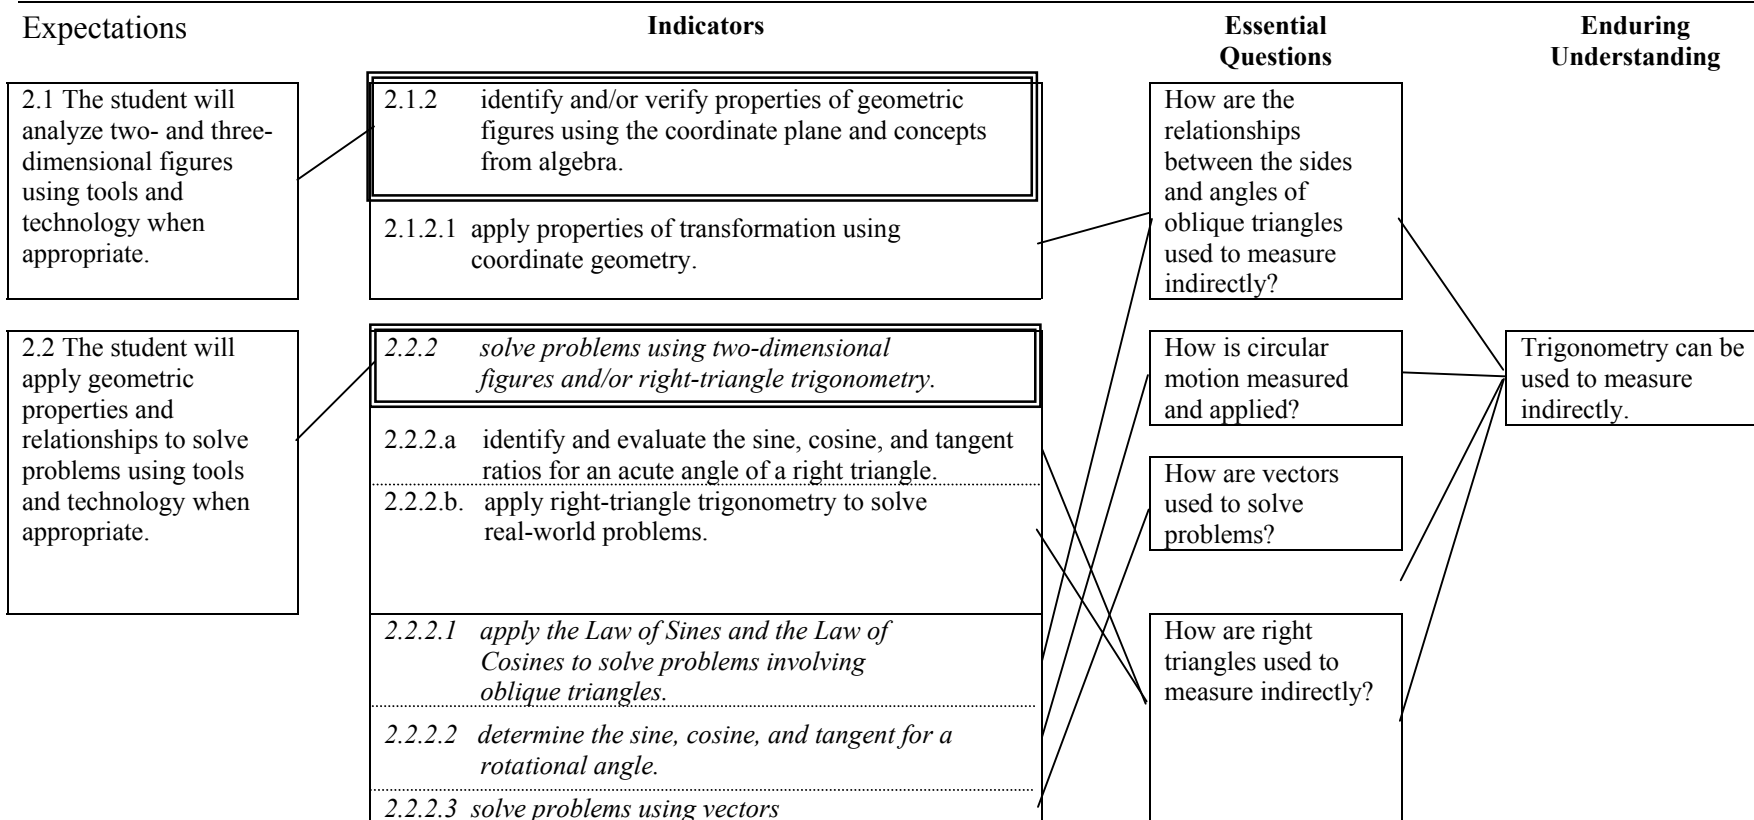 Expectations
Indicators
Essential
Questions
Enduring
Understanding
2.1 The student will
analyze two- and three-
dimensional figures
using tools and
technology when
appropriate.
2.1.2 identify and/or verify properties of geometric
figures using the coordinate plane and concepts
from algebra.
2.1.2.1 apply properties of transformation using
coordinate geometry.
How are the
relationships
between the sides
and angles of
oblique triangles
used to measure
indirectly?
2.2 The student will
apply geometric
properties and
relationships to solve
problems using tools
and technology when
appropriate.
2.2.2 solve problems using two-dimensional
figures and/or right-triangle trigonometry.
2.2.2.a identify and evaluate the sine, cosine, and tangent
ratios for an acute angle of a right triangle.
2.2.2.b. apply right-triangle trigonometry to solve
real-world problems.
2.2.2.1 apply the Law of Sines and the Law of
Cosines to solve problems involving
oblique triangles.
2.2.2.2 determine the sine, cosine, and tangent for a
rotational angle.
2.2.2.3 solve problems using vectors
How is circular
motion measured
and applied?
How are vectors
used to solve
problems?
How are right
triangles used to
measure indirectly?
Trigonometry can be
used to measure
indirectly.